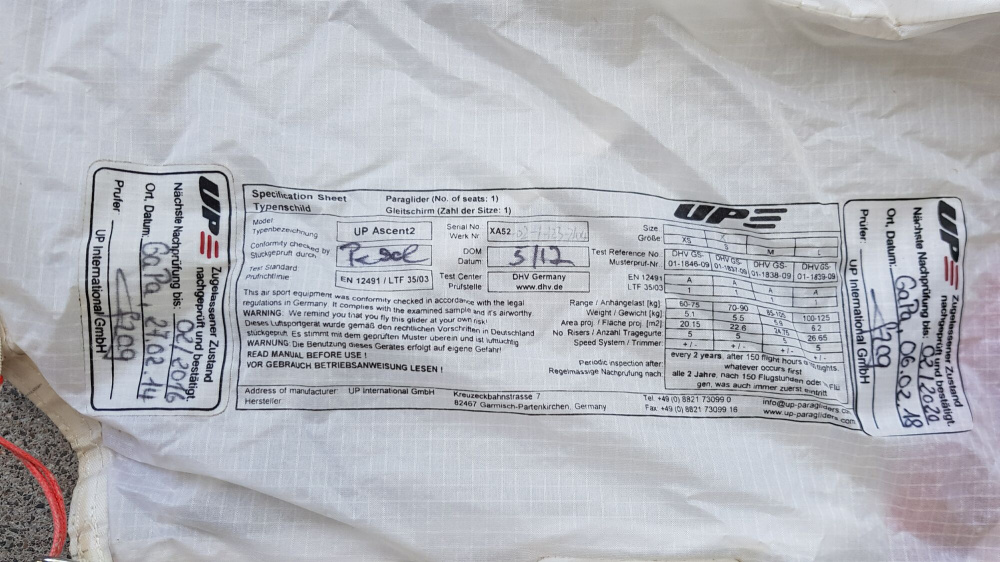 UP
Zugelassener Zustand
nachgeprüft und bestätigt.
Nächste Nachprüfung bis: 02/2016
Ort, Datum: GaPa, 27.02.14
Prüfer
UP International GmbH
Specification Sheet
Typenschild
Paraglider (No. of seats: 1)
Gleitschirm (Zahl der Sitze: 1)
UP
Model
Typenbezeichnung
UP Ascent2
Serial No.
Werk Nr.
XA52
Size
Größe
XS
S
M
L
Conformity checked by
Stückgeprüft durch
DOM
Datum
5/12
Test Reference No.
Musterprüf-Nr.
DHV GS-
01-1846-09
DHV GS-
01-1837-09
DHV GS-
01-1838-09
DHV GS-
01-1839-09
Test Standard
Prüfrichtlinie
EN 12491 / LTF 35/03
Test Center
Prüfstelle
DHV Germany
www.dhv.de
EN 12491
LTF 35/03
A
A
A
A
1
1
1
1
This air sport equipment was conformity checked in accordance with the legal
regulations in Germany. It complies with the examined sample and it's airworthy
WARNING: We remind you that you fly this glider at your own risk!
Dieses Luftsportgerät wurde gemäß den rechtlichen Vorschriften in Deutschland
stückgeprüft. Es stimmt mit dem geprüften Muster überein und ist lufttüchtig
WARNUNG: Die Benutzung dieses Gerätes erfolgt auf eigene Gefahr!
READ MANUAL BEFORE USE !
VOR GEBRAUCH BETRIEBSANWEISUNG LESEN !
Range / Anhängelast [kg]
60-75
70-90
85-105
100-125
Weight / Gewicht [kg]
5.1
5.5
5.9
6.2
Area proj. / Fläche proj. [m2]
20.15
22.6
24.75
26.65
No. Risers / Anzahl Tragegurte
5
5
5
5
Speed System / Trimmer
+ / -
+ / -
+ / -
+ / -
Periodic inspection after:
Regelmässige Nachprüfung nach:
every 2 years, after 150 flight hours flights,
whatever occurs first
alle 2 Jahre, nach 150 Flugstunden oder
gen, was auch immer zuerst eintritt
Address of manufacturer
Hersteller
UP International GmbH
Kreuzeckbahnstrasse 7
82467 Garmisch-Partenkirchen, Germany
Tel. +49 (0) 8821 73099 0
Fax. +49 (0) 8821 73099 16
info@up-paragliders.com
www.up-paragliders.com
UP
Zugelassener Zustand
nachgeprüft und bestätigt.
Nächste Nachprüfung bis: 02/2020
Ort, Datum: GaPa, 06.02.18
Prüfer:
UP International GmbH